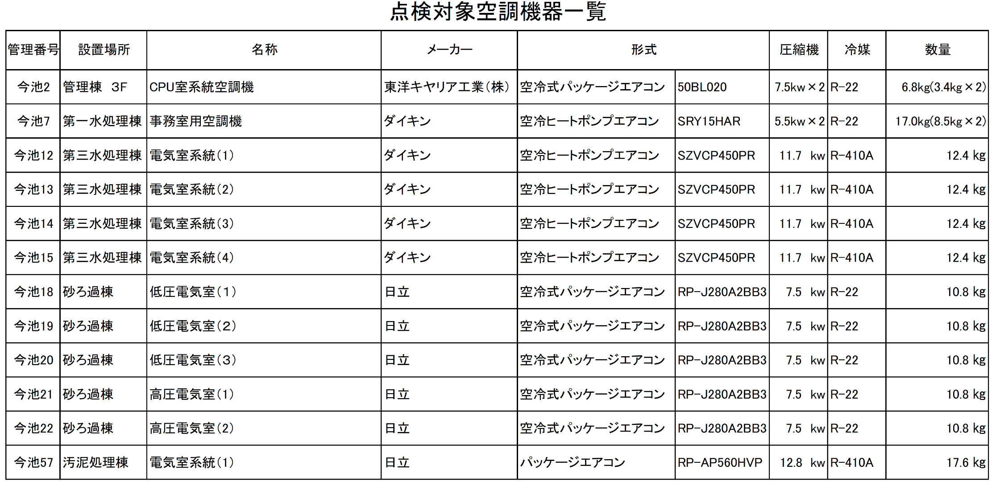 点検対象空調機器一覧
管理番号 設置場所 名称 メーカー 形式 圧縮機 冷媒 数量
今池2 管理棟　３F CPU室系統空調機 東洋キヤリア工業（株） 空冷式パッケージエアコン 50BL020 7.5kw×2 R-22 6.8kg(3.4kg×2)
今池7 第一水処理棟 事務室用空調機 ダイキン 空冷ヒートポンプエアコン SRY15HAR 5.5kw×2 R-22 17.0kg(8.5kg×2)
今池12 第三水処理棟 電気室系統(1) ダイキン 空冷ヒートポンプエアコン SZVCP450PR 11.7 kw R-410A 12.4 kg
今池13 第三水処理棟 電気室系統(2) ダイキン 空冷ヒートポンプエアコン SZVCP450PR 11.7 kw R-410A 12.4 kg
今池14 第三水処理棟 電気室系統(3) ダイキン 空冷ヒートポンプエアコン SZVCP450PR 11.7 kw R-410A 12.4 kg
今池15 第三水処理棟 電気室系統(4) ダイキン 空冷ヒートポンプエアコン SZVCP450PR 11.7 kw R-410A 12.4 kg
今池18 砂ろ過棟 低圧電気室（１） 日立 空冷式パッケージエアコン RP-J280A2BB3 7.5 kw R-22 10.8 kg
今池19 砂ろ過棟 低圧電気室（２） 日立 空冷式パッケージエアコン RP-J280A2BB3 7.5 kw R-22 10.8 kg
今池20 砂ろ過棟 低圧電気室（３） 日立 空冷式パッケージエアコン RP-J280A2BB3 7.5 kw R-22 10.8 kg
今池21 砂ろ過棟 高圧電気室(1) 日立 空冷式パッケージエアコン RP-J280A2BB3 7.5 kw R-22 10.8 kg
今池22 砂ろ過棟 高圧電気室(2) 日立 空冷式パッケージエアコン RP-J280A2BB3 7.5 kw R-22 10.8 kg
今池57 汚泥処理棟 電気室系統(1) 日立 パッケージエアコン RP-AP560HVP 12.8 kw R-410A 17.6 kg